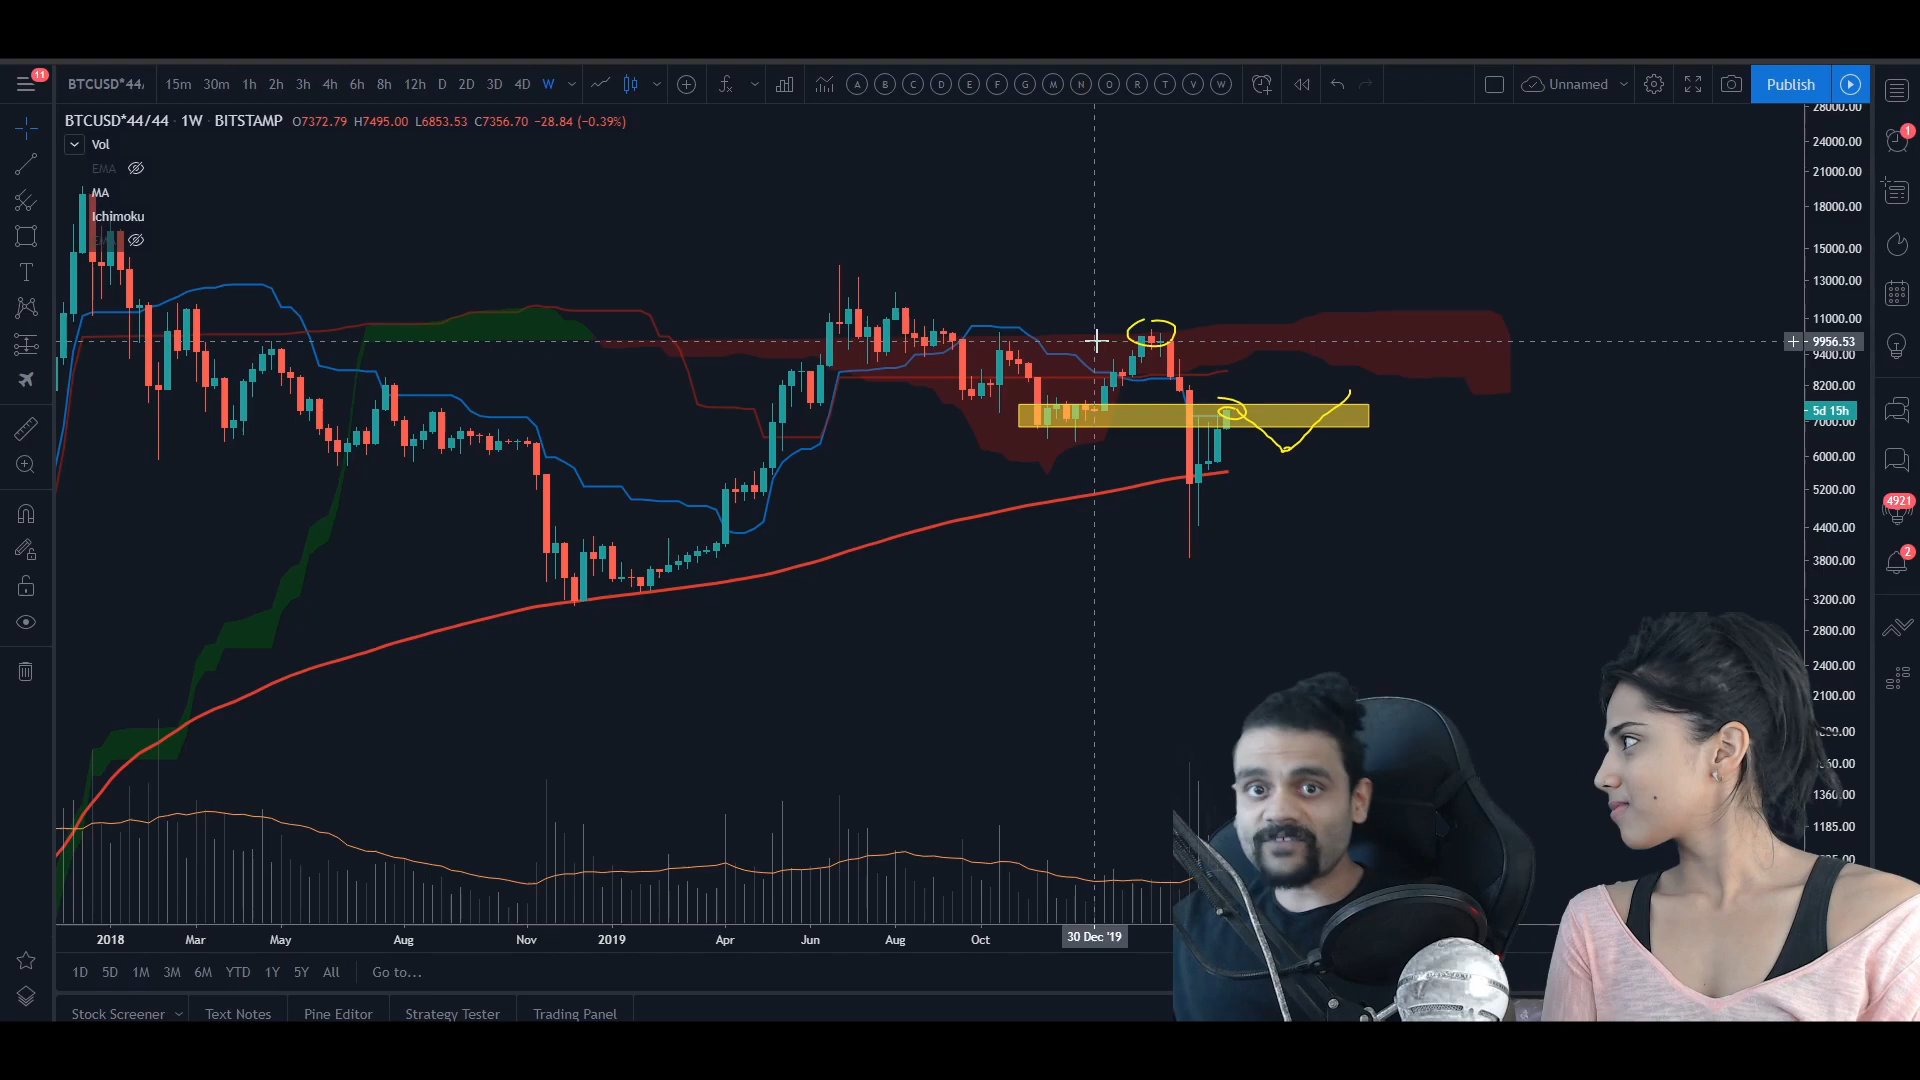 11
BTCUSD*44/ 15m 30m 1h 2h 3h 4h 6h 8h 12h D 2D 3D 4D W
A B C D E F G M N O R T V W
Unnamed Publish
BTCUSD*44/44 · 1W · BITSTAMP O7372.79 H7495.00 L6853.53 C7356.70 −28.84 (−0.39%)
Vol
EMA
MA
Ichimoku
28000.00
24000.00
21000.00
18000.00
15000.00
13000.00
11000.00
9956.53
9400.00
8200.00
5d 15h
7000.00
6000.00
5200.00
4400.00
3800.00
3200.00
2800.00
2400.00
2100.00
1360.00
1185.00
1
4921
2
2018 Mar May Aug Nov 2019 Apr Jun Aug Oct 30 Dec '19
1D 5D 1M 3M 6M YTD 1Y 5Y All Go to...
Stock Screener Text Notes Pine Editor Strategy Tester Trading Panel